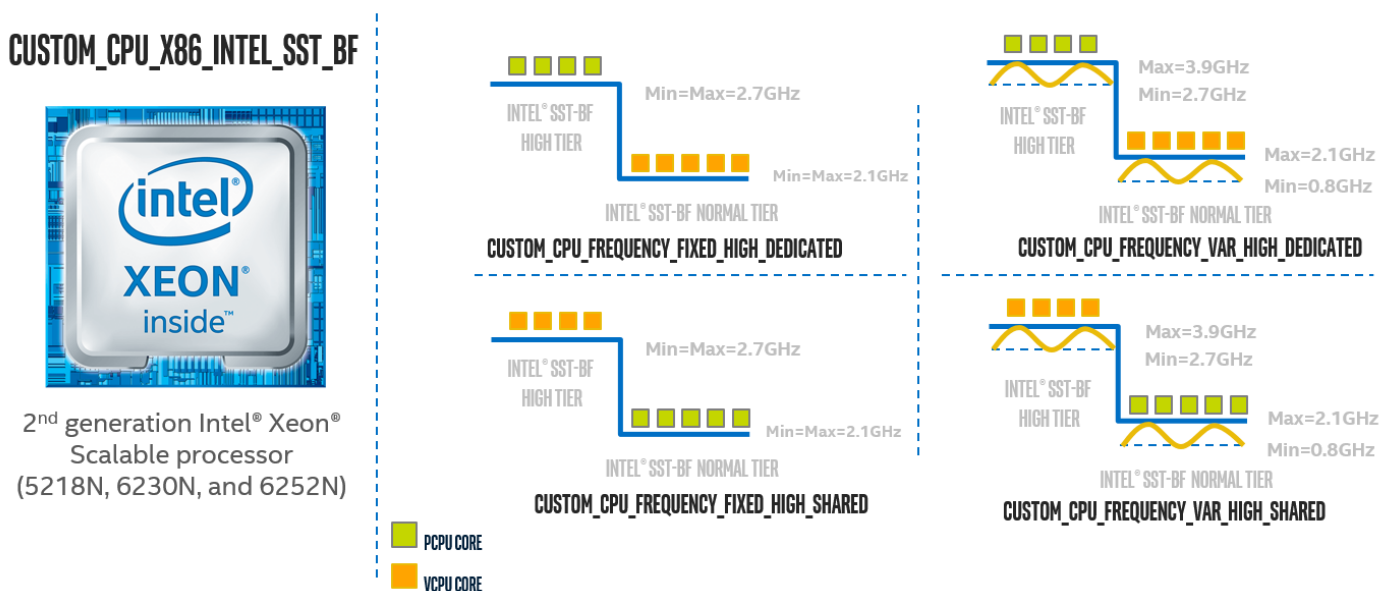 CUSTOM_CPU_X86_INTEL_SST_BF
intel®
XEON®
inside™
2nd generation Intel® Xeon®
Scalable processor
(5218N, 6230N, and 6252N)
Min=Max=2.7GHz
INTEL® SST-BF
HIGH TIER
Min=Max=2.1GHz
INTEL® SST-BF NORMAL TIER
CUSTOM_CPU_FREQUENCY_FIXED_HIGH_DEDICATED
Max=3.9GHz
Min=2.7GHz
INTEL® SST-BF
HIGH TIER
Max=2.1GHz
Min=0.8GHz
INTEL® SST-BF NORMAL TIER
CUSTOM_CPU_FREQUENCY_VAR_HIGH_DEDICATED
Min=Max=2.7GHz
INTEL® SST-BF
HIGH TIER
Min=Max=2.1GHz
INTEL® SST-BF NORMAL TIER
CUSTOM_CPU_FREQUENCY_FIXED_HIGH_SHARED
Max=3.9GHz
Min=2.7GHz
INTEL® SST-BF
HIGH TIER
Max=2.1GHz
Min=0.8GHz
INTEL® SST-BF NORMAL TIER
CUSTOM_CPU_FREQUENCY_VAR_HIGH_SHARED
PCPU CORE
VCPU CORE